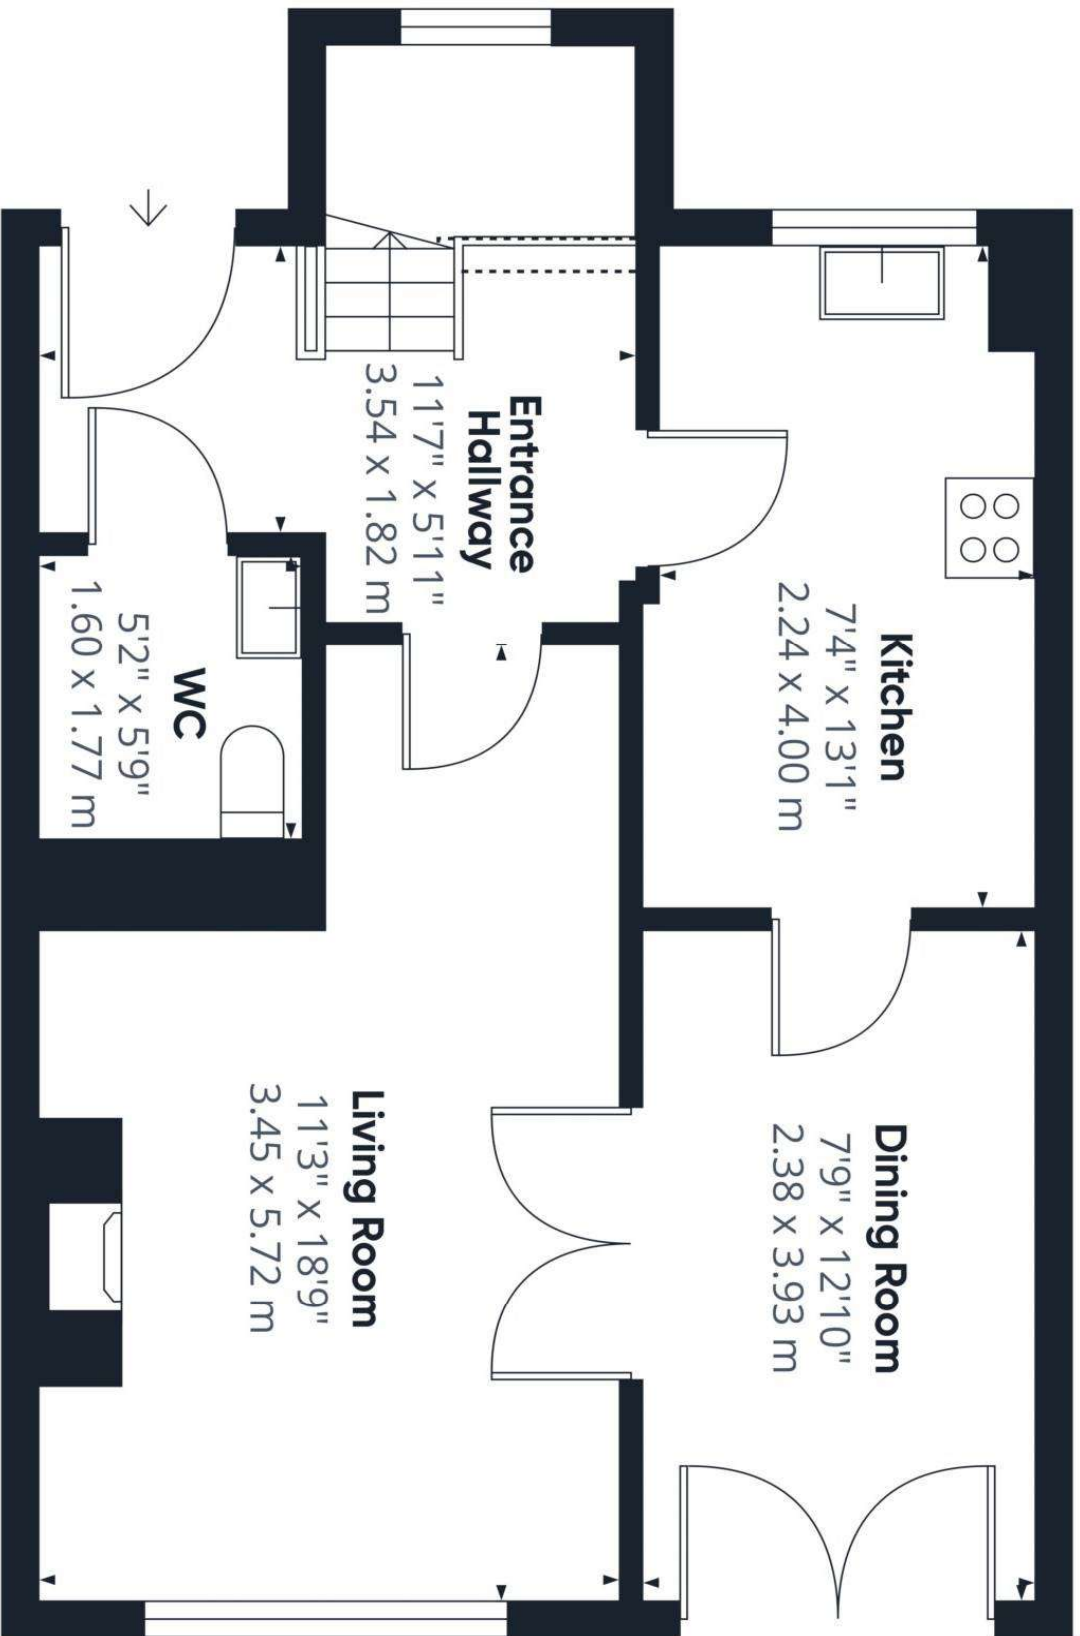 Entrance
Hallway
11'7" x 5'11"
3.54 x 1.82 m
Kitchen
7'4" x 13'1"
2.24 x 4.00 m
WC
5'2" x 5'9"
1.60 x 1.77 m
Dining Room
7'9" x 12'10"
2.38 x 3.93 m
Living Room
11'3" x 18'9"
3.45 x 5.72 m